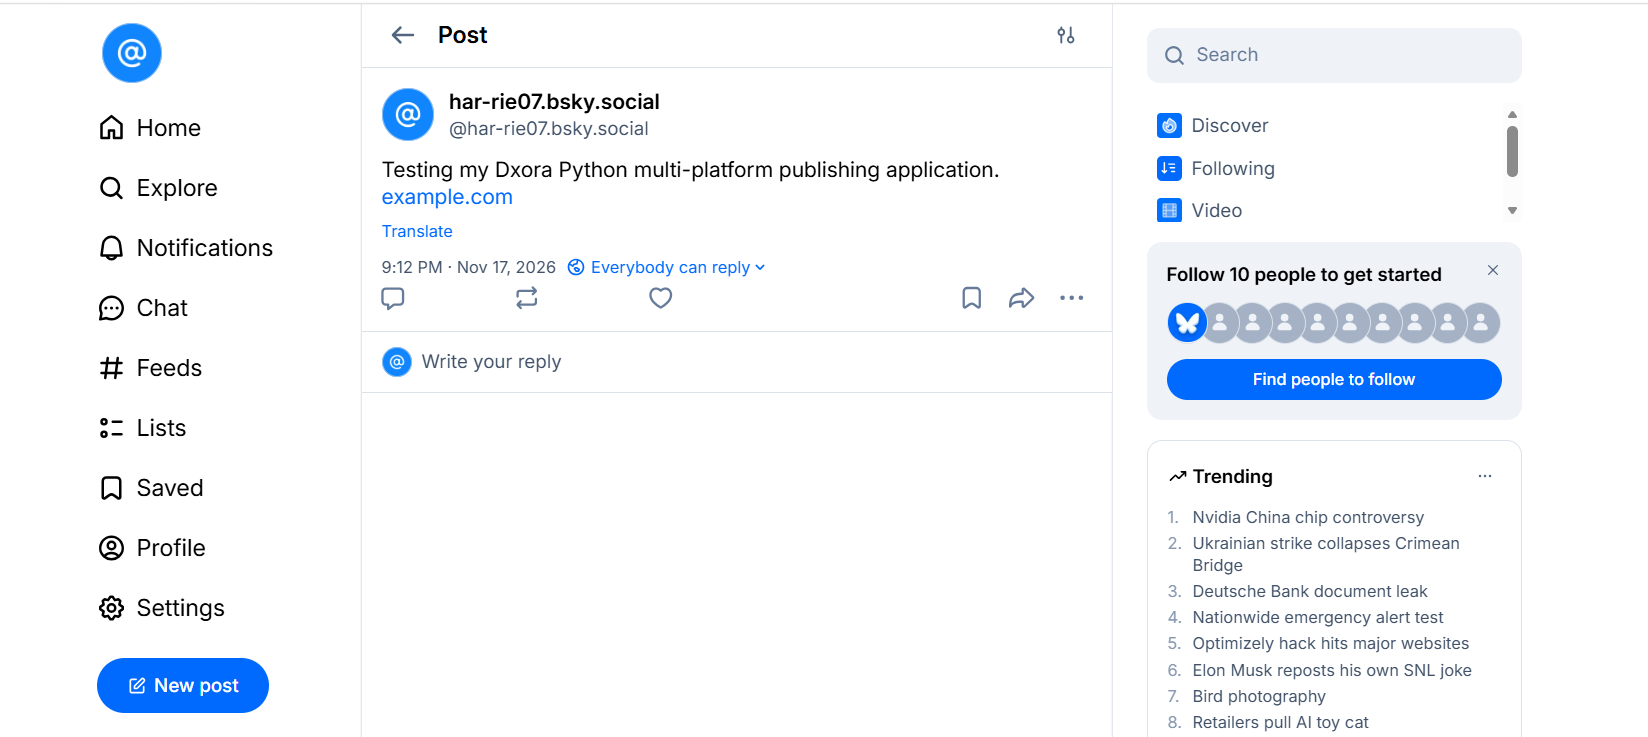 Home
Explore
Notifications
Chat
Feeds
Lists
Saved
Profile
Settings
New post
Post
har-rie07.bsky.social
@har-rie07.bsky.social
Testing my Dxora Python multi-platform publishing application.
example.com
Translate
9:12 PM · Nov 17, 2026 Everybody can reply
Write your reply
Search
Discover
Following
Video
Follow 10 people to get started
Find people to follow
Trending
1. Nvidia China chip controversy
2. Ukrainian strike collapses Crimean
Bridge
3. Deutsche Bank document leak
4. Nationwide emergency alert test
5. Optimizely hack hits major websites
6. Elon Musk reposts his own SNL joke
7. Bird photography
8. Retailers pull AI toy cat